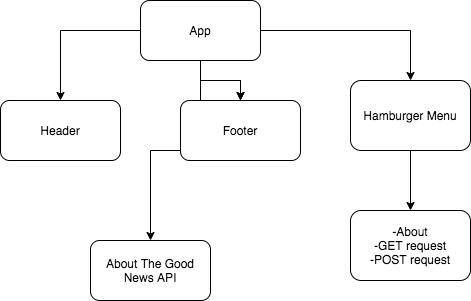 App
Header
Footer
Hamburger Menu
About The Good
News API
-About
-GET request
-POST request